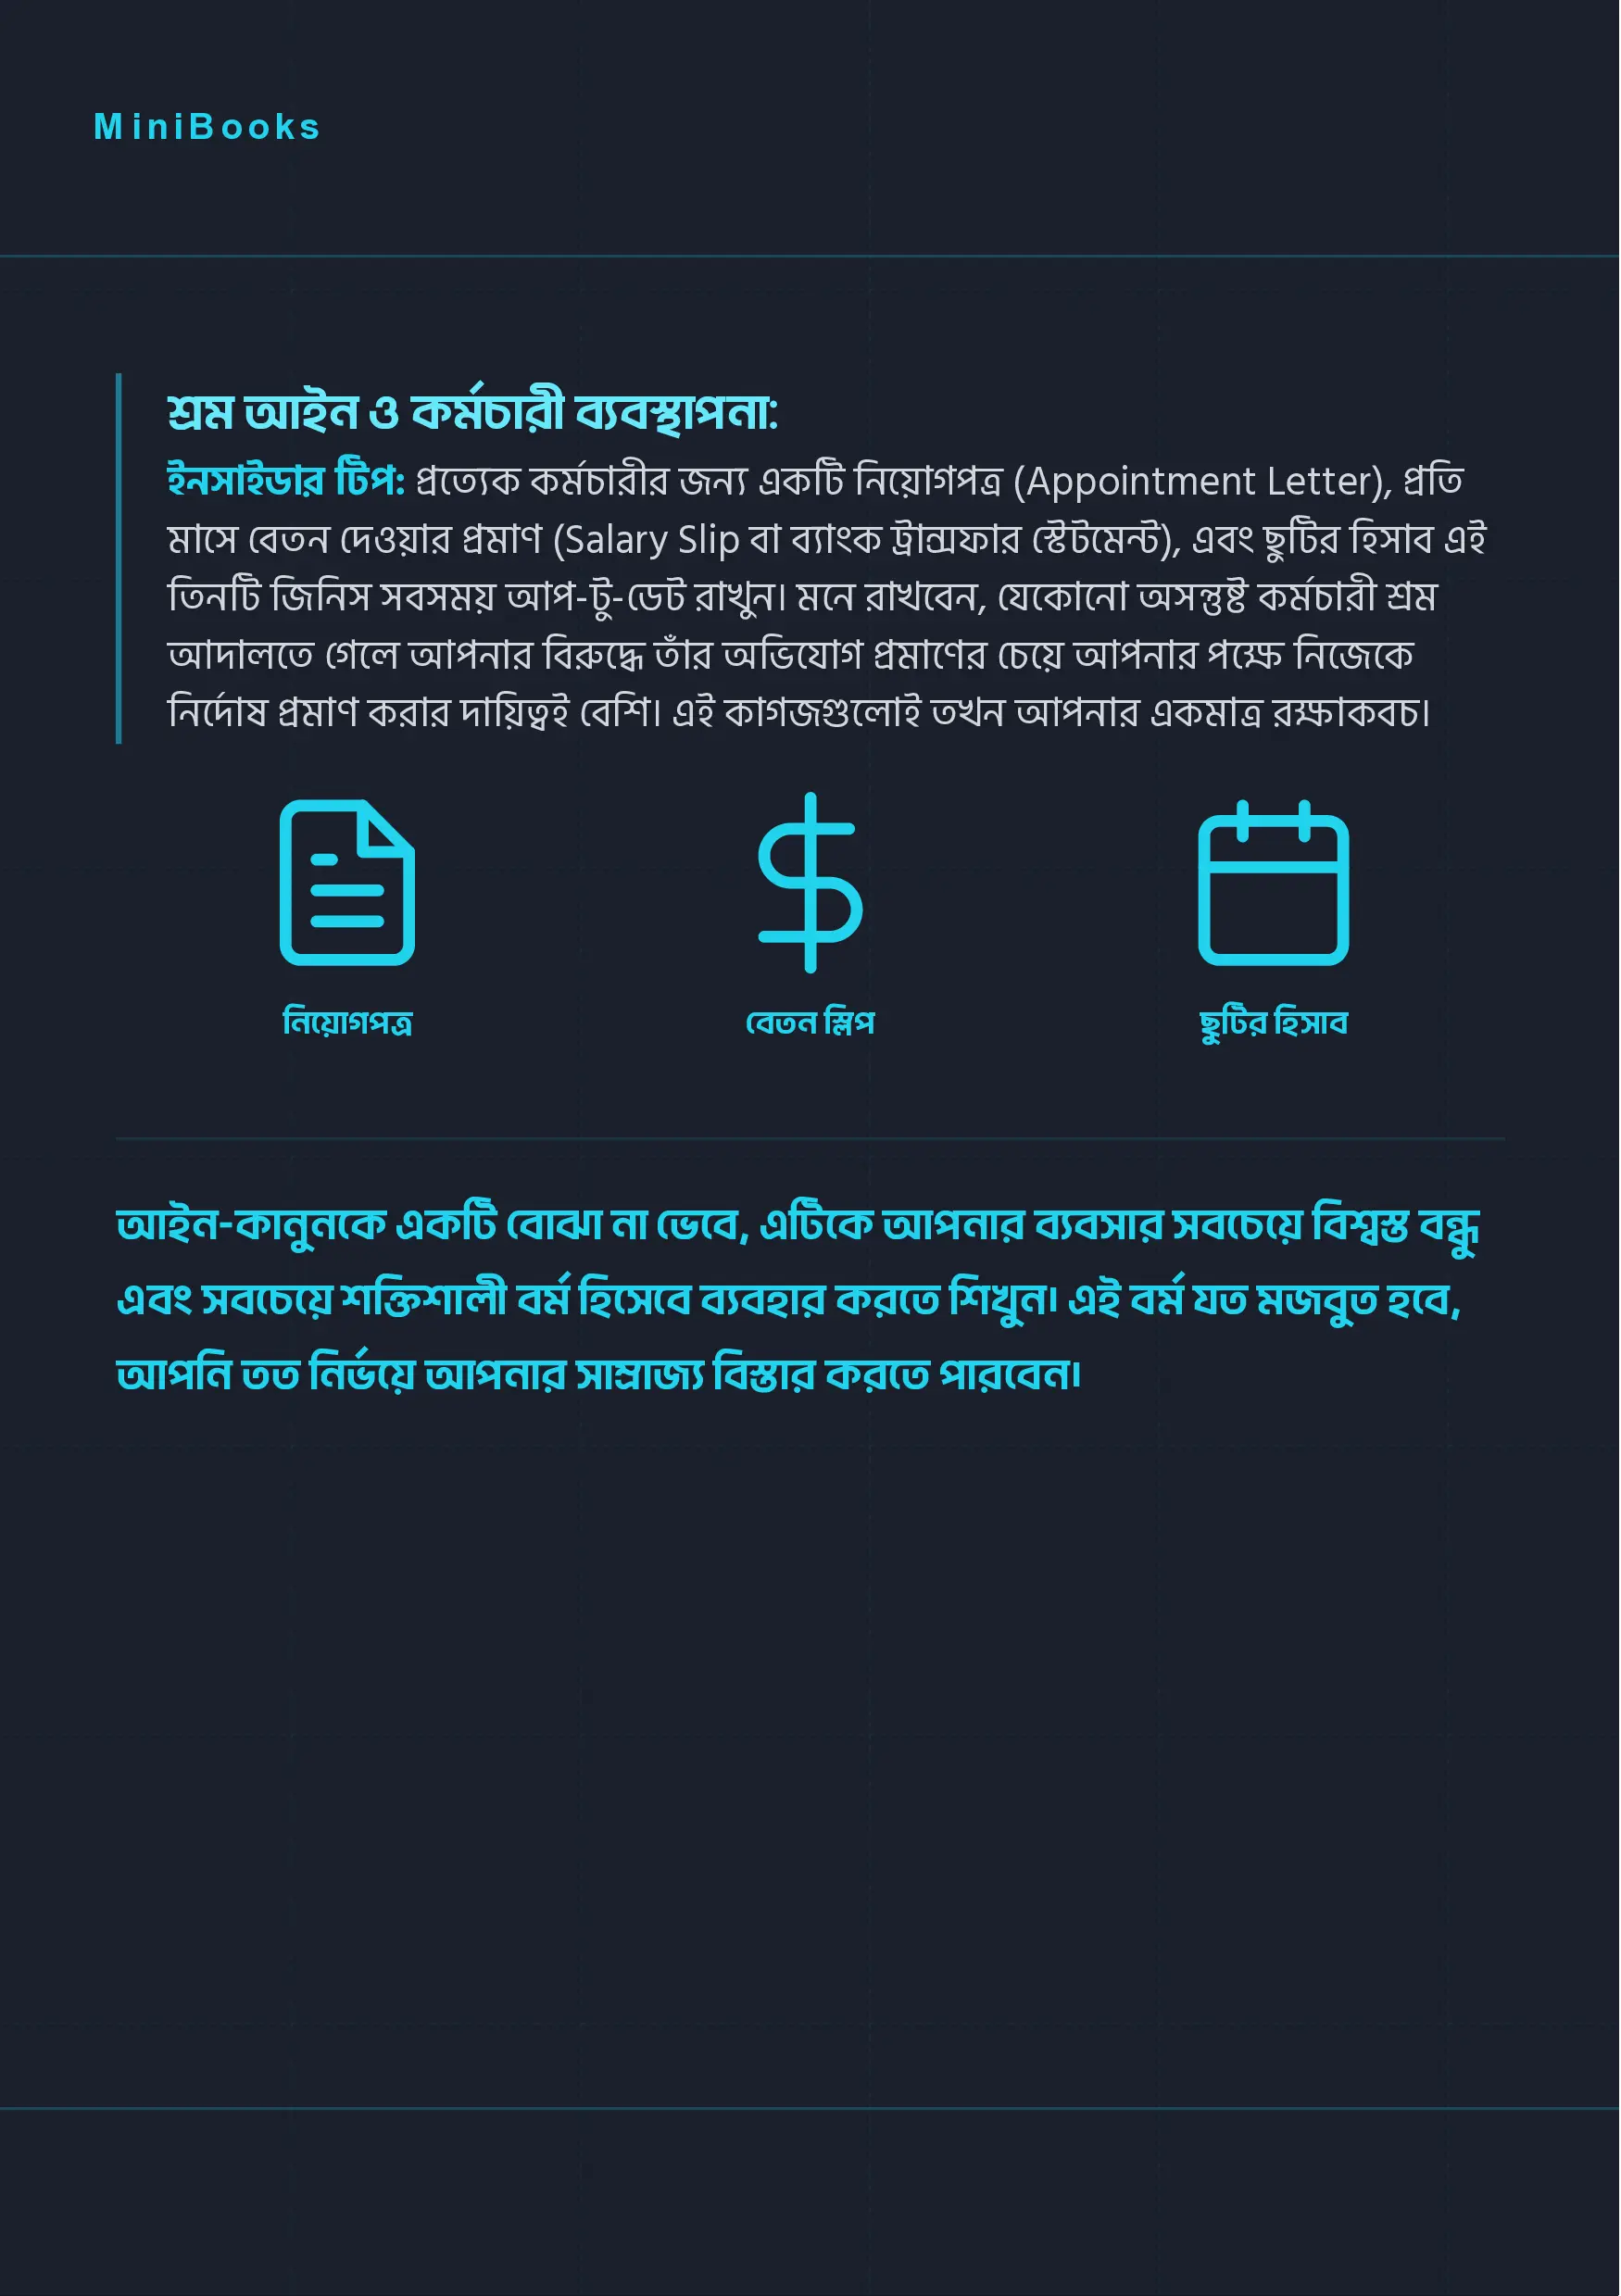 MiniBooks
শ্রম আইন ও কর্মচারী ব্যবস্থাপনা:
ইনসাইডার টিপ: প্রত্যেক কর্মচারীর জন্য একটি নিয়োগপত্র (Appointment Letter), প্রতি
মাসে বেতন দেওয়ার প্রমাণ (Salary Slip বা ব্যাংক ট্রান্সফার স্টেটমেন্ট), এবং ছুটির হিসাব এই
তিনটি জিনিস সবসময় আপ-টু-ডেট রাখুন। মনে রাখবেন, যেকোনো অসন্তুষ্ট কর্মচারী শ্রম
আদালতে গেলে আপনার বিরুদ্ধে তাঁর অভিযোগ প্রমাণের চেয়ে আপনার পক্ষে নিজেকে
নির্দোষ প্রমাণ করার দায়িত্বই বেশি। এই কাগজগুলোই তখন আপনার একমাত্র রক্ষাকবচ।
নিয়োগপত্র
বেতন স্লিপ
ছুটির হিসাব
আইন-কানুনকে একটি বোঝা না ভেবে, এটিকে আপনার ব্যবসার সবচেয়ে বিশ্বস্ত বন্ধু
এবং সবচেয়ে শক্তিশালী বর্ম হিসেবে ব্যবহার করতে শিখুন। এই বর্ম যত মজবুত হবে,
আপনি তত নির্ভয়ে আপনার সাম্রাজ্য বিস্তার করতে পারবেন।